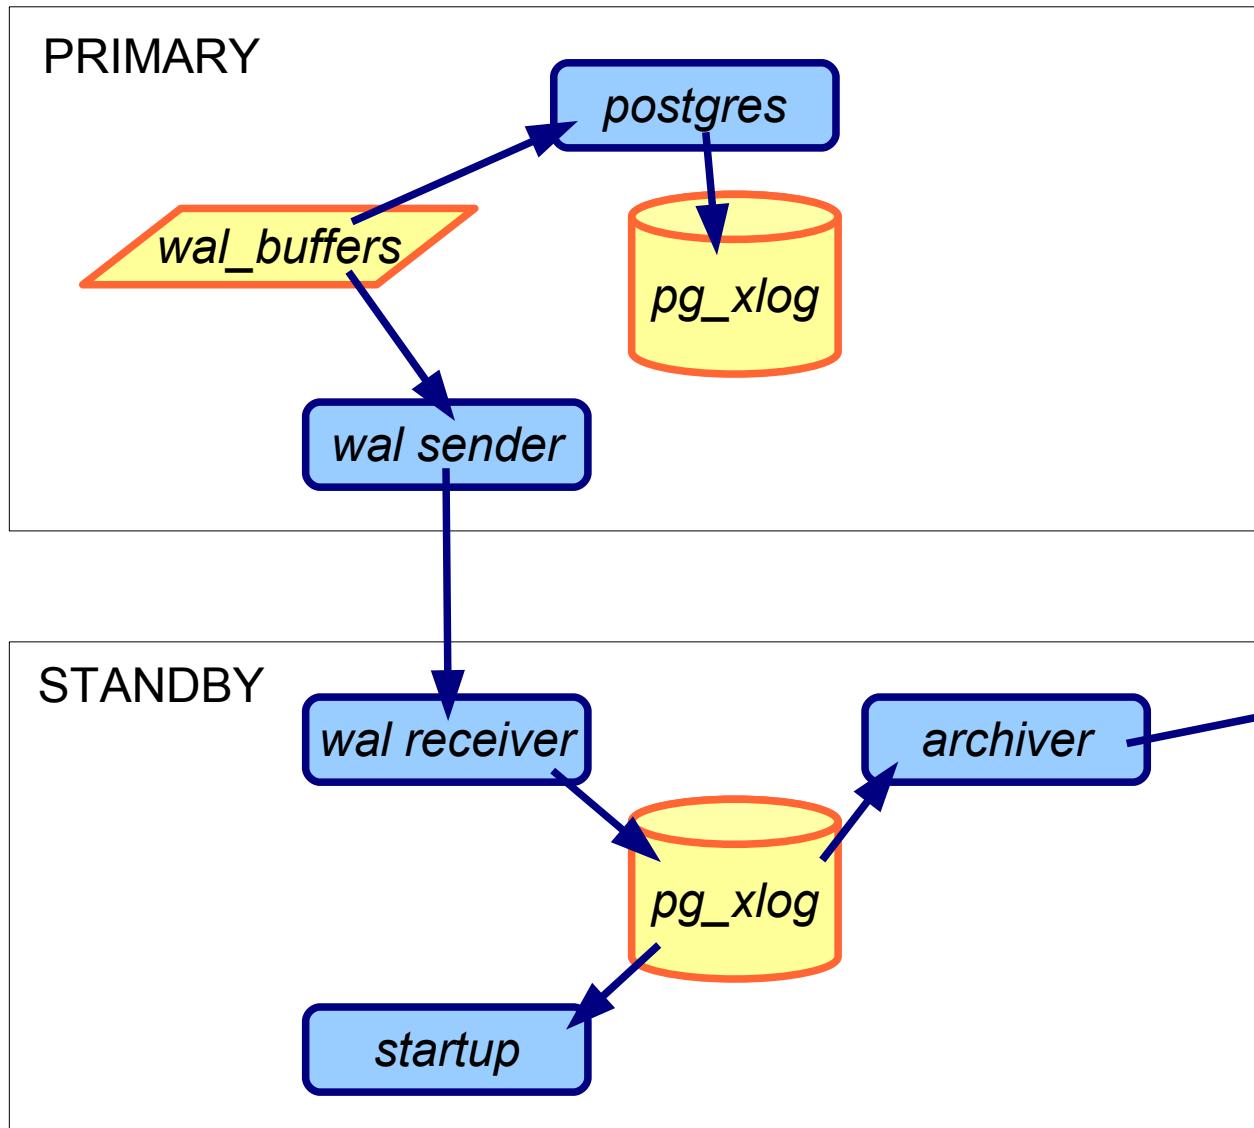 PRIMARY
postgres
wal_buffers
pg_xlog
wal sender
STANDBY
wal receiver
archiver
pg_xlog
startup